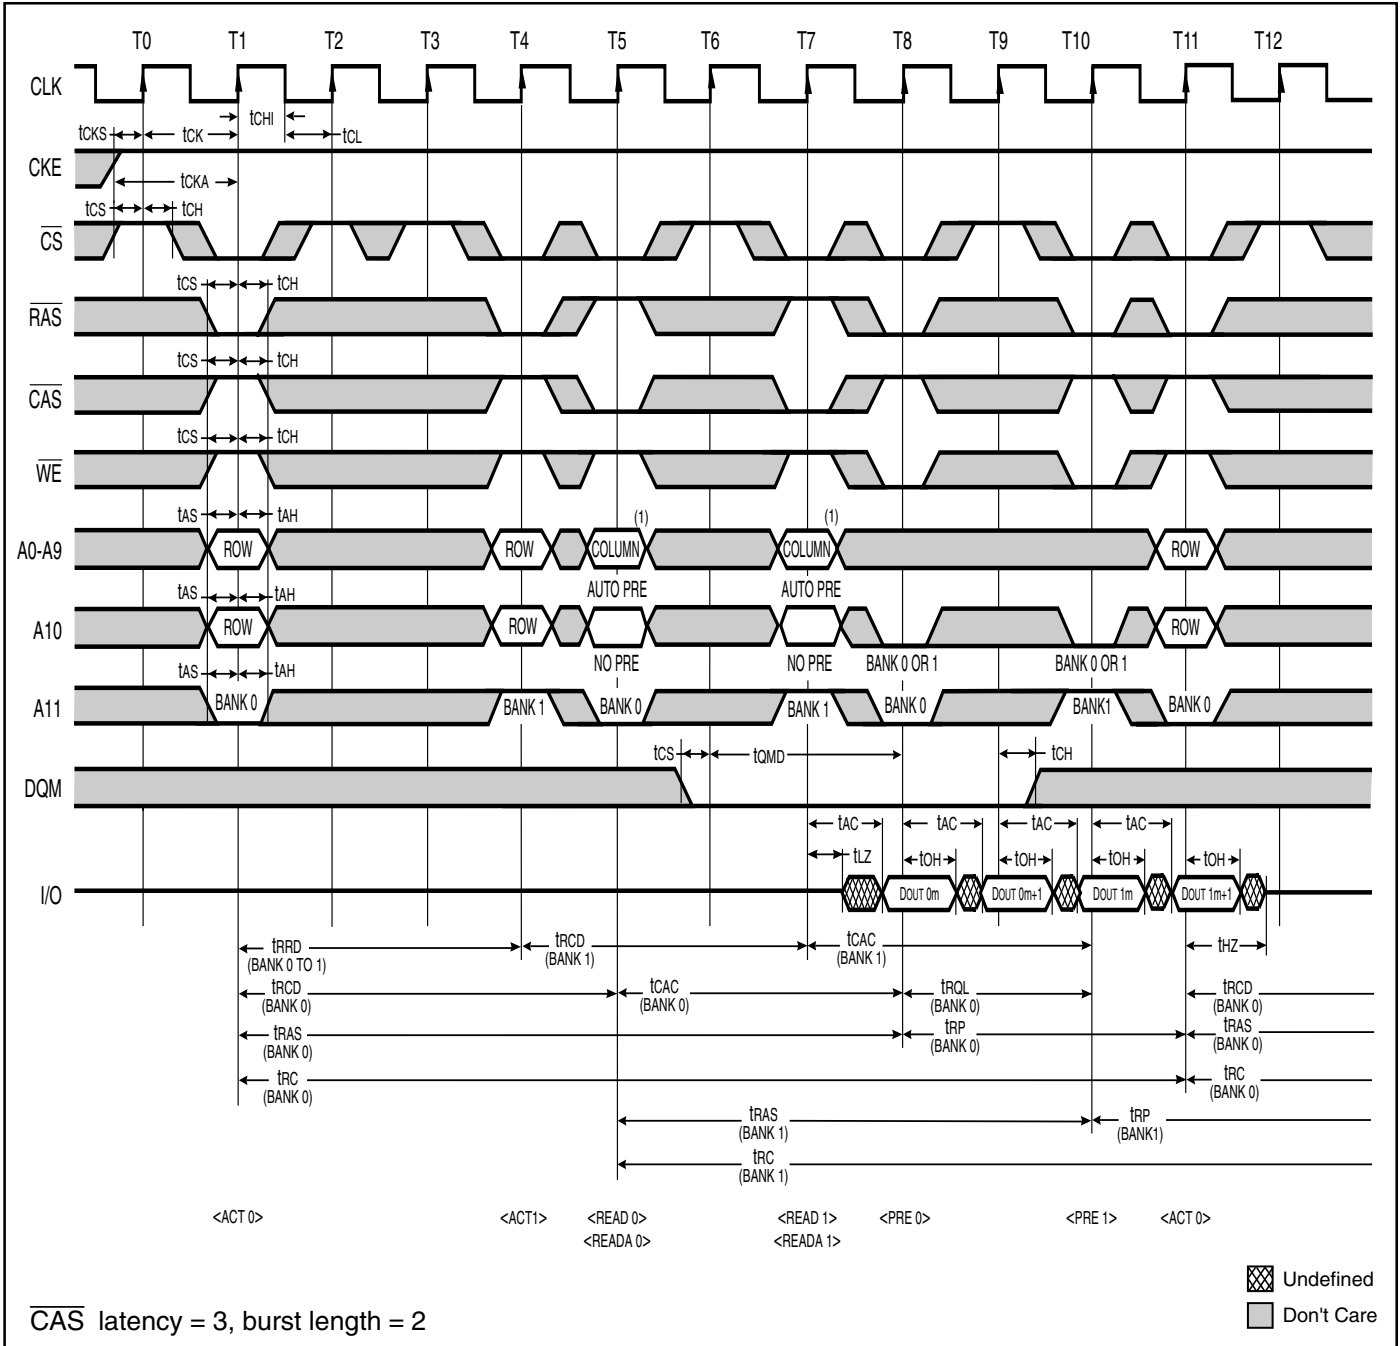 T0 T1 T2 T3 T4 T5 T6 T7 T8 T9 T10 T11 T12
CLK
tCHI
tCKS tCK tCL
CKE
tCKA
tCS tCH
CS
tCS tCH
RAS
tCS tCH
CAS
tCS tCH
WE
tAS tAH (1) (1)
A0-A9 ROW ROW COLUMN COLUMN ROW
AUTO PRE AUTO PRE
tAS tAH
A10 ROW ROW ROW
NO PRE NO PRE BANK 0 OR 1 BANK 0 OR 1
tAS tAH
A11 BANK 0 BANK 1 BANK 0 BANK 1 BANK 0 BANK1 BANK 0
tCS tQMD tCH
DQM
tAC tAC tAC tAC
tLZ tOH tOH tOH tOH
I/O DOUT 0m DOUT 0m+1 DOUT 1m DOUT 1m+1
tRRD tRCD tCAC tHZ
(BANK 0 TO 1) (BANK 1) (BANK 1)
tRCD tCAC tRQL tRCD
(BANK 0) (BANK 0) (BANK 0) (BANK 0)
tRAS tRP tRAS
(BANK 0) (BANK 0) (BANK 0)
tRC tRC
(BANK 0) (BANK 0)
tRAS tRP
(BANK 1) (BANK1)
tRC
(BANK 1)
<ACT 0> <ACT1> <READ 0> <READ 1> <PRE 0> <PRE 1> <ACT 0>
<READA 0> <READA 1>
Undefined
Don't Care
CAS latency = 3, burst length = 2